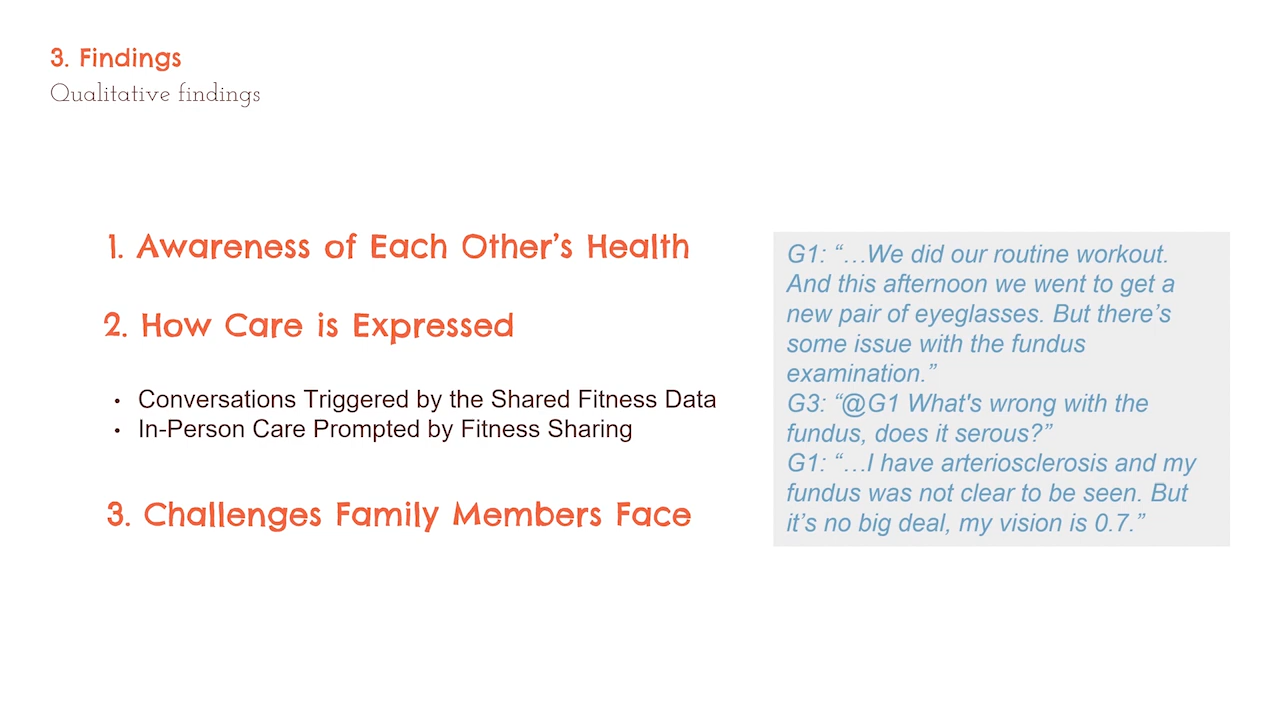 3. Findings
Qualitative findings
1. Awareness of Each Other's Health
2. How Care is Expressed
• Conversations Triggered by the Shared Fitness Data
• In-Person Care Prompted by Fitness Sharing
3. Challenges Family Members Face
G1: “…We did our routine workout.
And this afternoon we went to get a
new pair of eyeglasses. But there’s
some issue with the fundus
examination.”
G3: “@G1 What's wrong with the
fundus, does it serous?”
G1: “…I have arteriosclerosis and my
fundus was not clear to be seen. But
it’s no big deal, my vision is 0.7.”